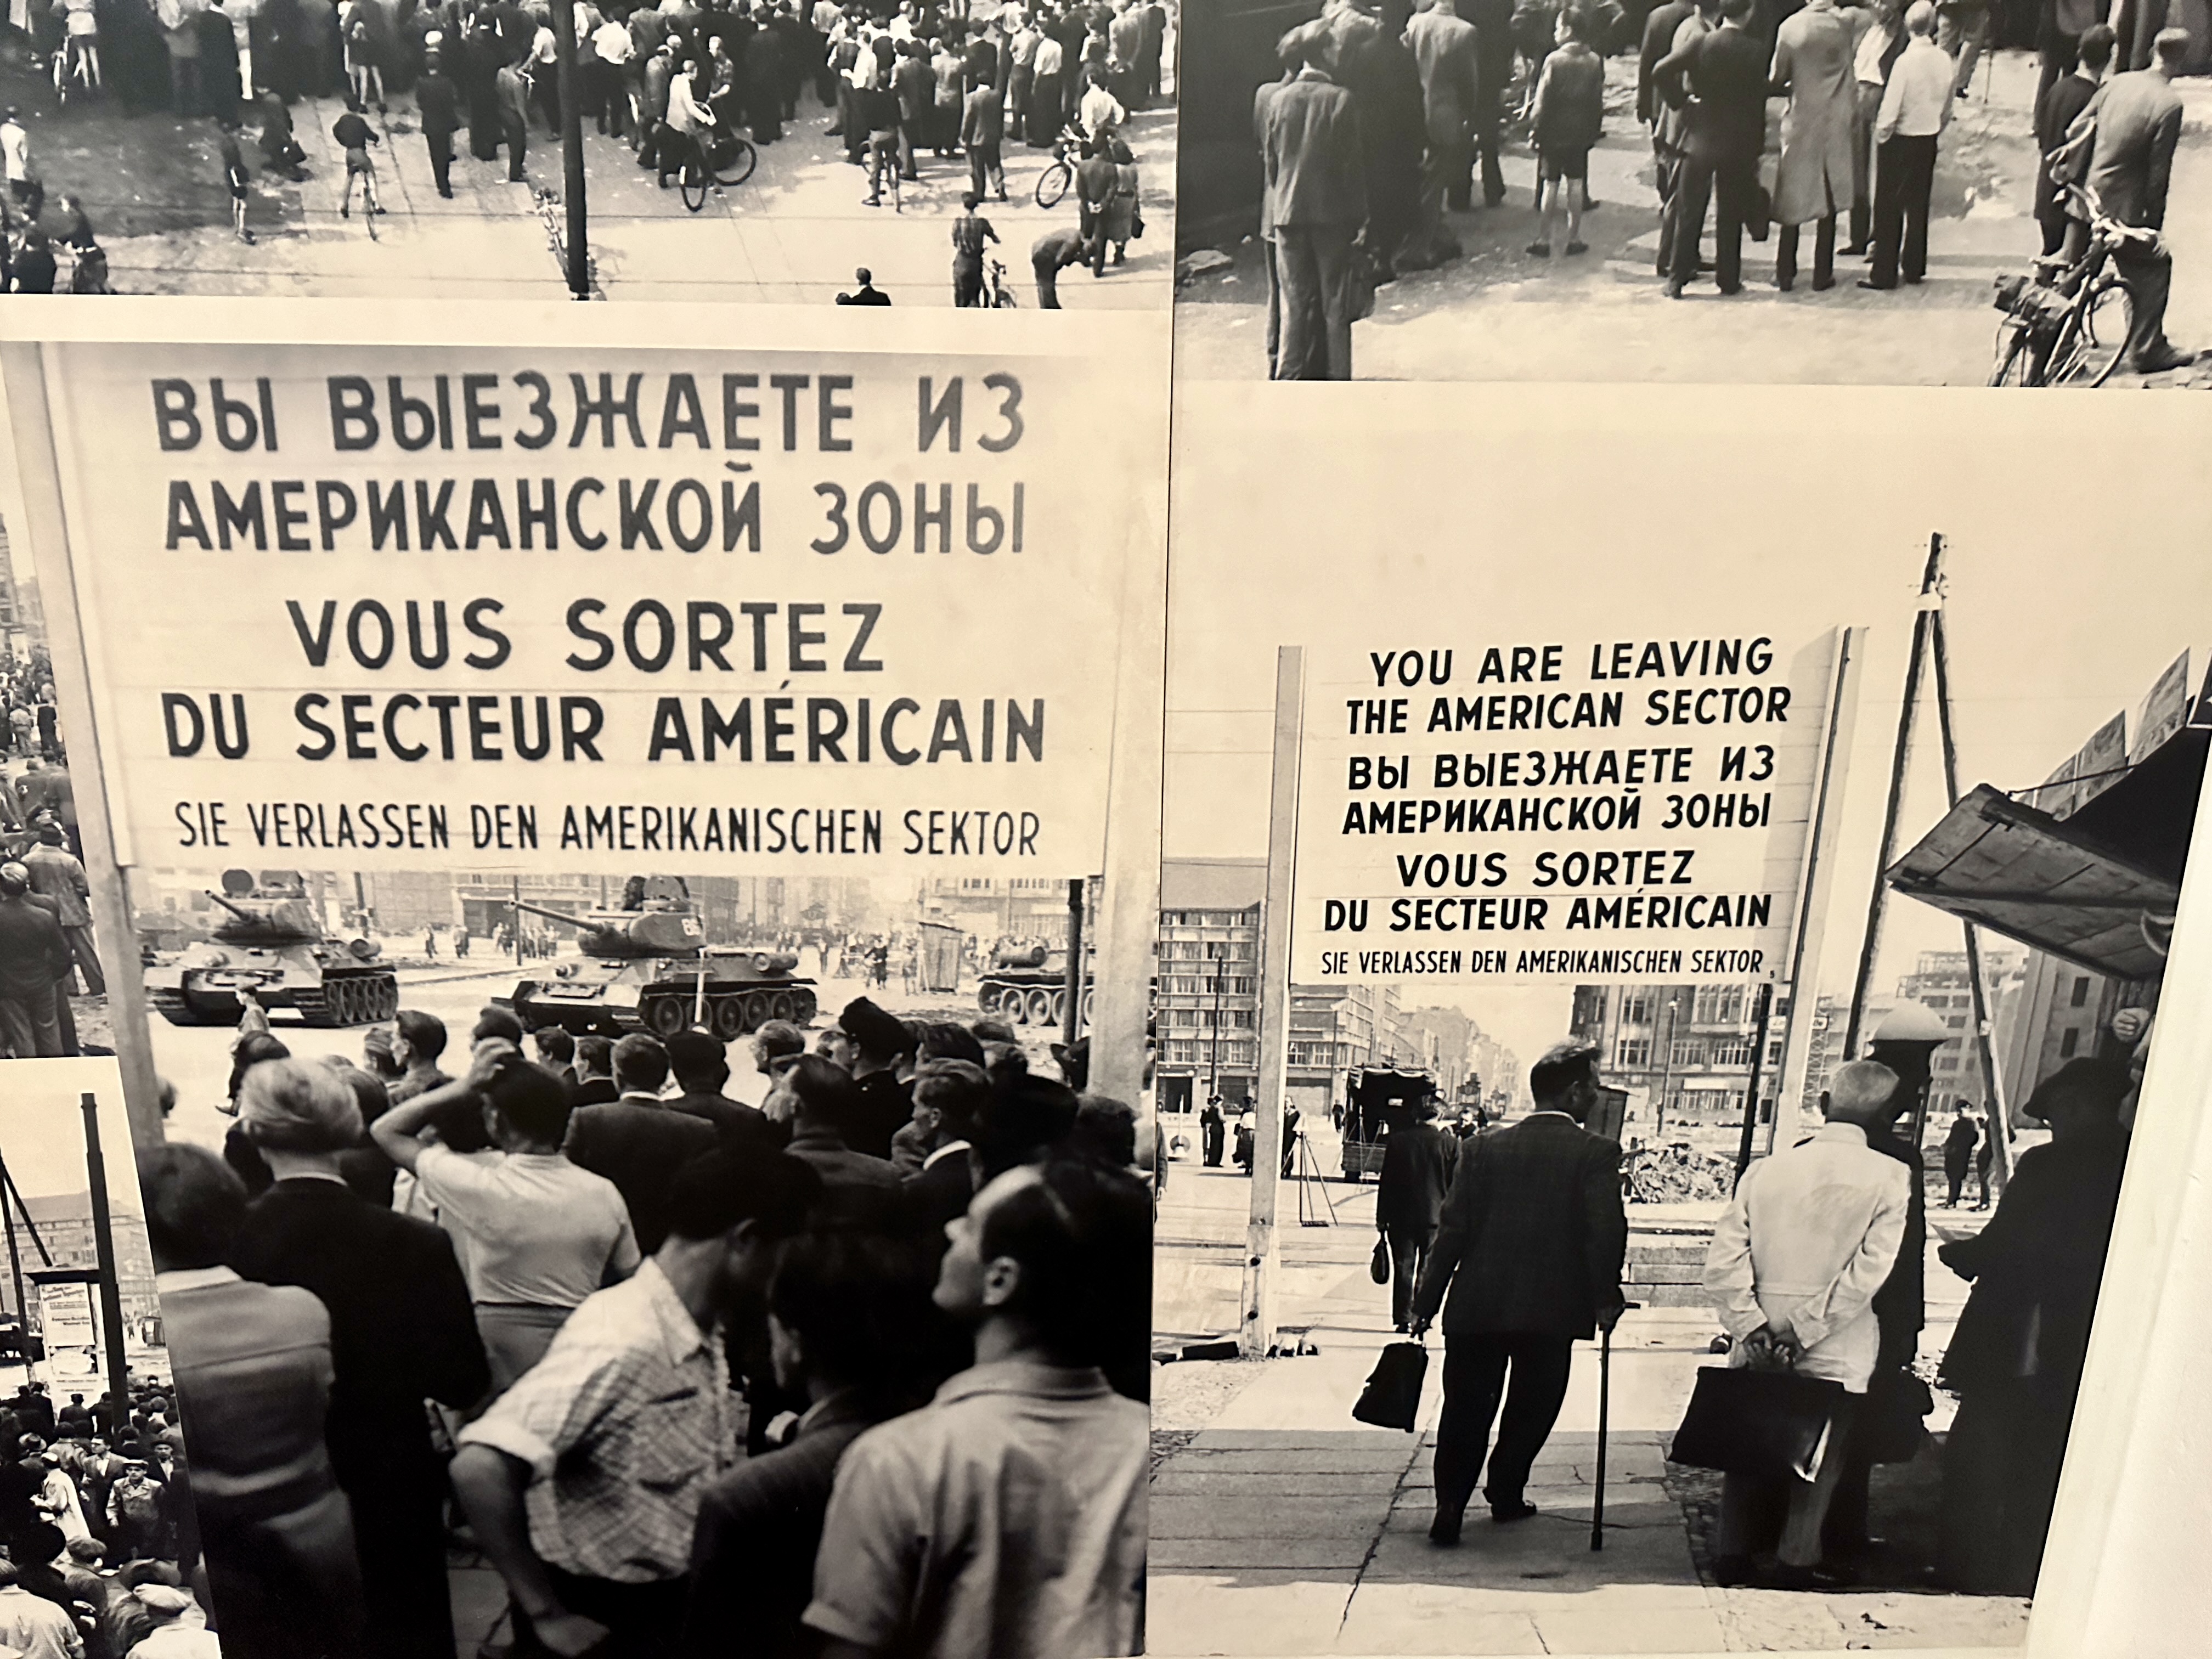 ВЫ ВЫЕЗЖАЕТЕ ИЗ
АМЕРИКАНСКОЙ ЗОНЫ
VOUS SORTEZ
DU SECTEUR AMÉRICAIN
SIE VERLASSEN DEN AMERIKANISCHEN SEKTOR
YOU ARE LEAVING
THE AMERICAN SECTOR
ВЫ ВЫЕЗЖАЕТЕ ИЗ
АМЕРИКАНСКОЙ ЗОНЫ
VOUS SORTEZ
DU SECTEUR AMÉRICAIN
SIE VERLASSEN DEN AMERIKANISCHEN SEKTOR